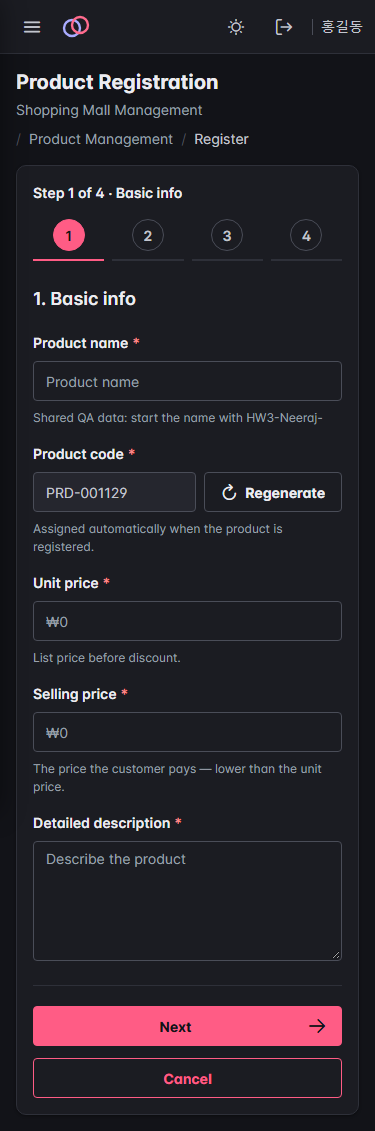 홍길동
Product Registration
Shopping Mall Management
/ Product Management / Register
Step 1 of 4 · Basic info
1 2 3 4
1. Basic info
Product name *
Product name
Shared QA data: start the name with HW3-Neeraj-
Product code *
PRD-001129
Regenerate
Assigned automatically when the product is
registered.
Unit price *
₩0
List price before discount.
Selling price *
₩0
The price the customer pays — lower than the unit
price.
Detailed description *
Describe the product
Next
Cancel